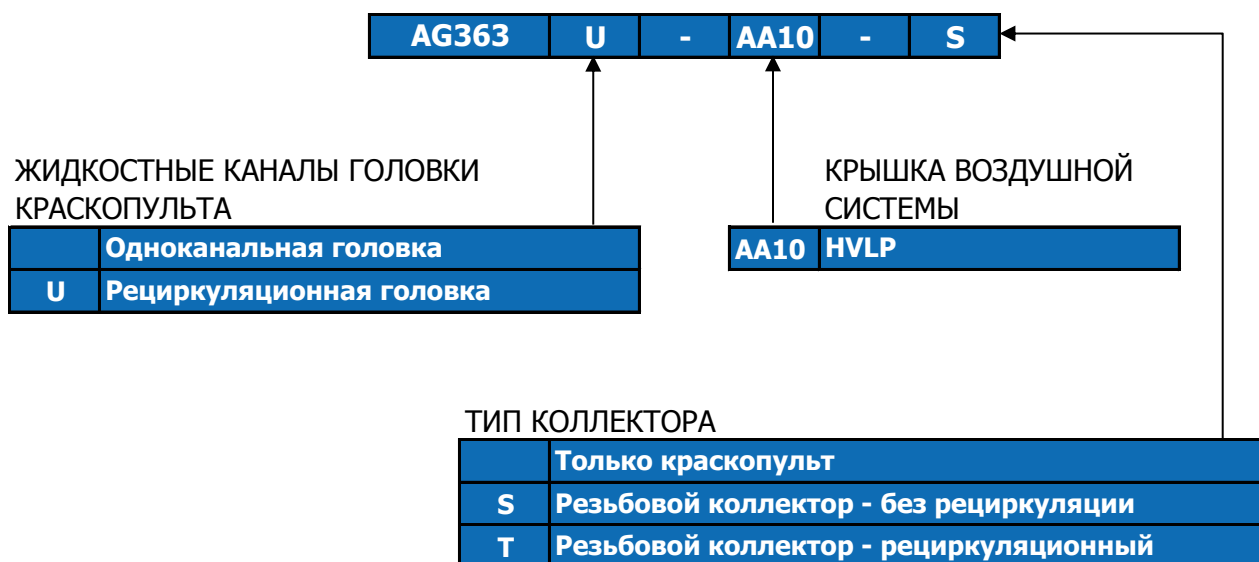 AG363 U - AA10 - S
ЖИДКОСТНЫЕ КАНАЛЫ ГОЛОВКИ
КРАСКОПУЛЬТА
Одноканальная головка
U Рециркуляционная головка
КРЫШКА ВОЗДУШНОЙ
СИСТЕМЫ
AA10 HVLP
ТИП КОЛЛЕКТОРА
Только краскопульт
S Резьбовой коллектор - без рециркуляции
T Резьбовой коллектор - рециркуляционный